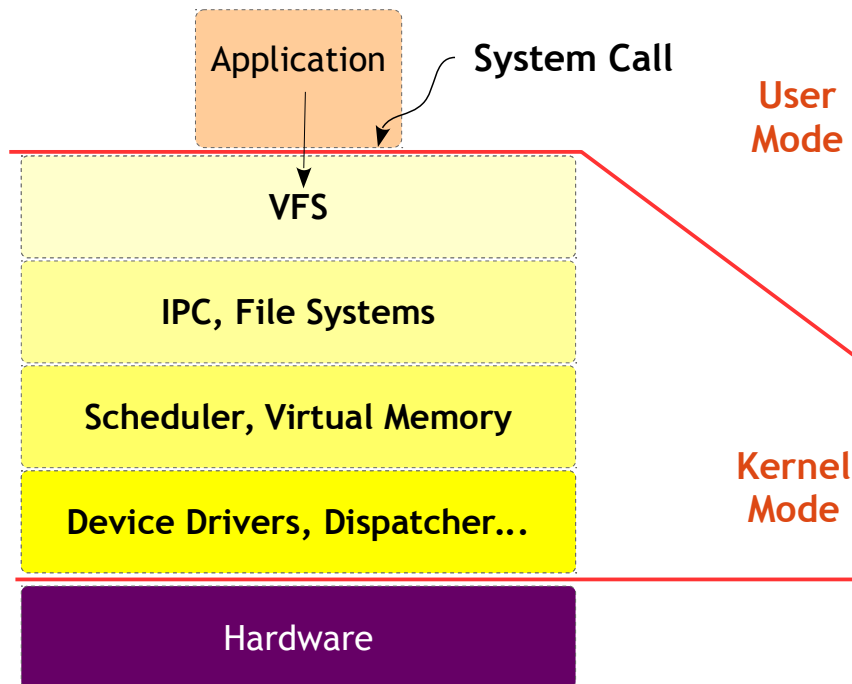 Application
System Call
User
Mode
VFS
IPC, File Systems
Scheduler, Virtual Memory
Kernel
Mode
Device Drivers, Dispatcher...
Hardware